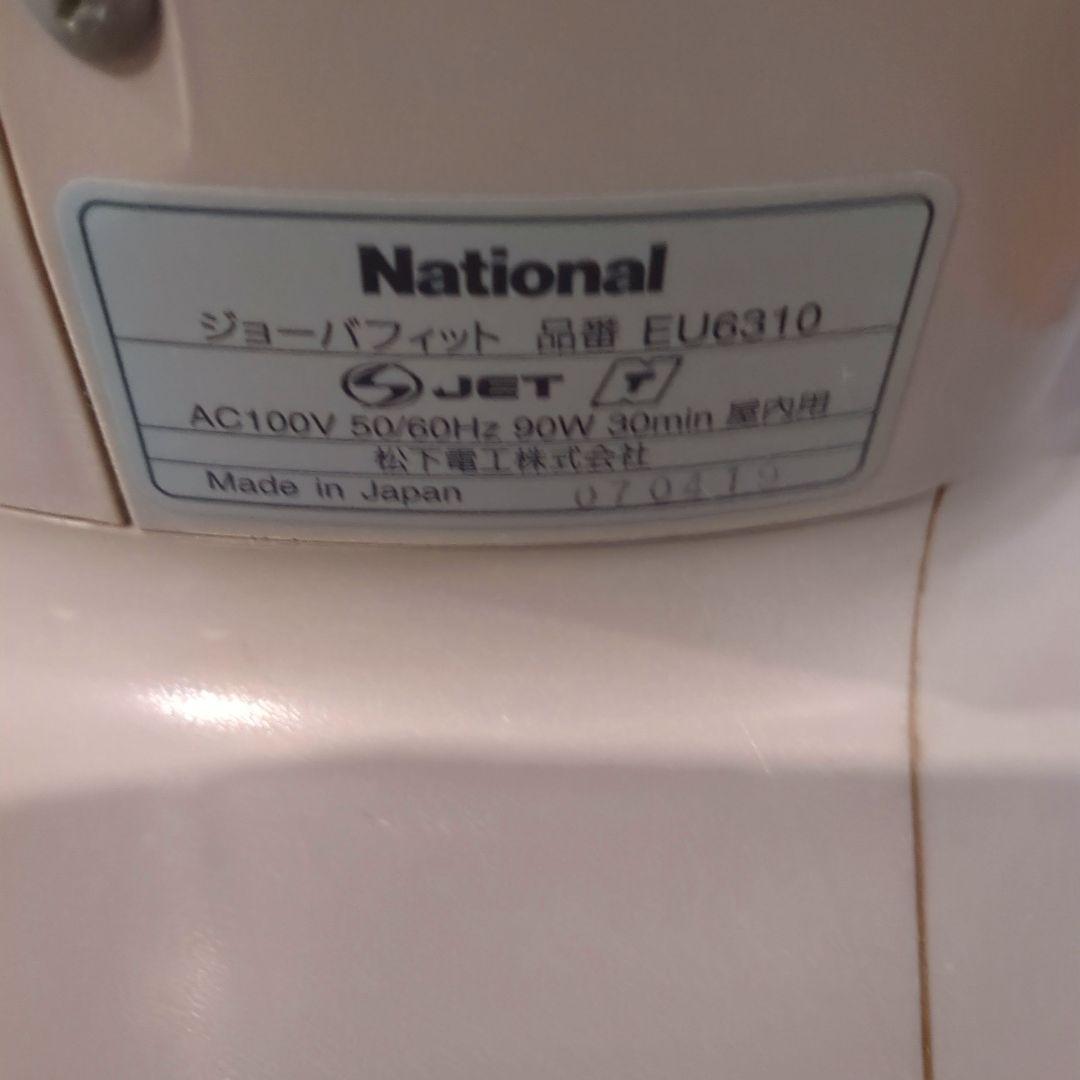 National
ジョーバフィット 品番 EU6310
JET
AC100V 50/60Hz 90W 30min 屋内用
松下電工株式会社
Made in Japan 070419